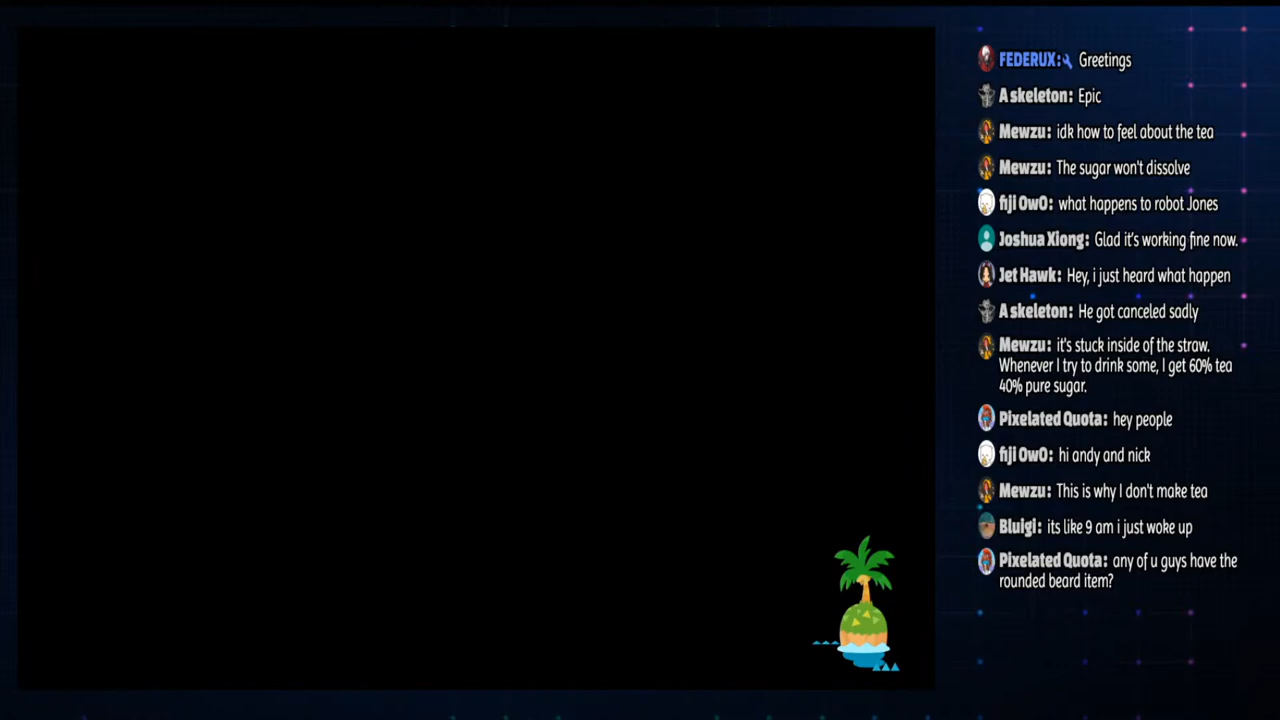 FEDERUX: Greetings
A skeleton: Epic
Mewzu: idk how to feel about the tea
Mewzu: The sugar won't dissolve
fiji OwO: what happens to robot Jones
Joshua Xiong: Glad it's working fine now.
Jet Hawk: Hey, i just heard what happen
A skeleton: He got canceled sadly
Mewzu: it's stuck inside of the straw.
Whenever I try to drink some, I get 60% tea
40% pure sugar.
Pixelated Quota: hey people
fiji OwO: hi andy and nick
Mewzu: This is why I don't make tea
Bluigi: its like 9 am i just woke up
Pixelated Quota: any of u guys have the
rounded beard item?